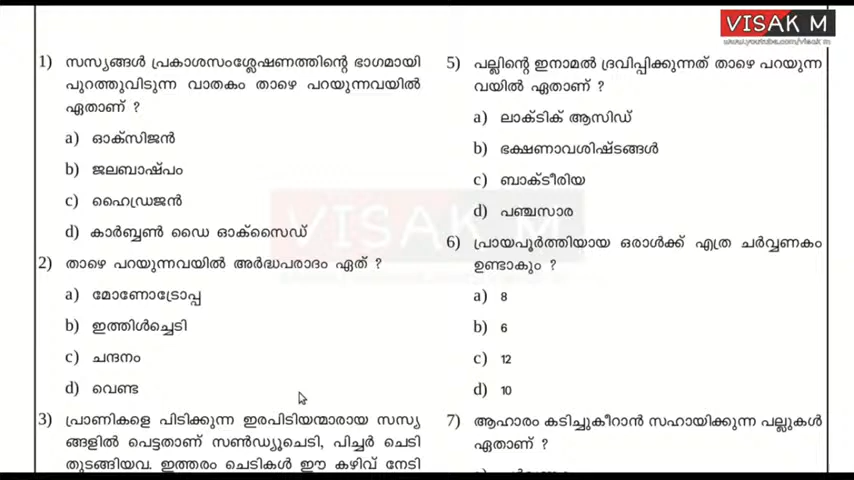 VISAK M
www.youtube.com/visak m
1) സസ്യങ്ങൾ പ്രകാശസംശ്ലേഷണത്തിന്റെ ഭാഗമായി
പുറത്തുവിടുന്ന വാതകം താഴെ പറയുന്നവയിൽ
ഏതാണ് ?
a) ഓക്സിജൻ
b) ജലബാഷ്പം
c) ഹൈഡ്രജൻ
d) കാർബ്ബൺ ഡൈ ഓക്സൈഡ്
2) താഴെ പറയുന്നവയിൽ അർദ്ധപരാദം ഏത് ?
a) മോണോട്രോപ്പ
b) ഇത്തിൾച്ചെടി
c) ചന്ദനം
d) വെണ്ട
3) പ്രാണികളെ പിടിക്കുന്ന ഇരപിടിയന്മാരായ സസ്യ
ങ്ങളിൽ പെട്ടതാണ് സൺഡ്യൂചെടി, പിച്ചർ ചെടി
തുടങ്ങിയവ. ഇത്തരം ചെടികൾ ഈ കഴിവ് നേടി
5) പല്ലിന്റെ ഇനാമൽ ദ്രവിപ്പിക്കുന്നത് താഴെ പറയുന്ന
വയിൽ ഏതാണ് ?
a) ലാക്ടിക് ആസിഡ്
b) ഭക്ഷണാവശിഷ്ടങ്ങൾ
c) ബാക്ടീരിയ
d) പഞ്ചസാര
6) പ്രായപൂർത്തിയായ ഒരാൾക്ക് എത്ര ചർവ്വണകം
ഉണ്ടാകും ?
a) 8
b) 6
c) 12
d) 10
7) ആഹാരം കടിച്ചുകീറാൻ സഹായിക്കുന്ന പല്ലുകൾ
ഏതാണ് ?
VISAK M